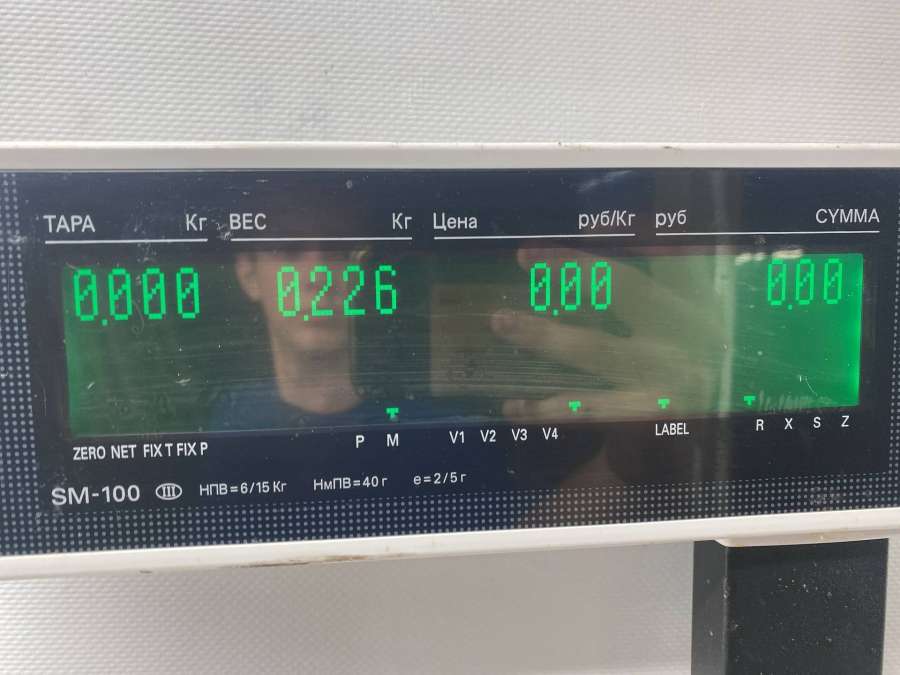 ТАРА Кг ВЕС Кг Цена руб/Кг руб СУММА
0.000 0.226 0.00 0.00
ZERO NET FIX T FIX P P M V1 V2 V3 V4 LABEL R X S Z
SM-100 III НПВ=6/15 Кг НмПВ=40 г e=2/5 г